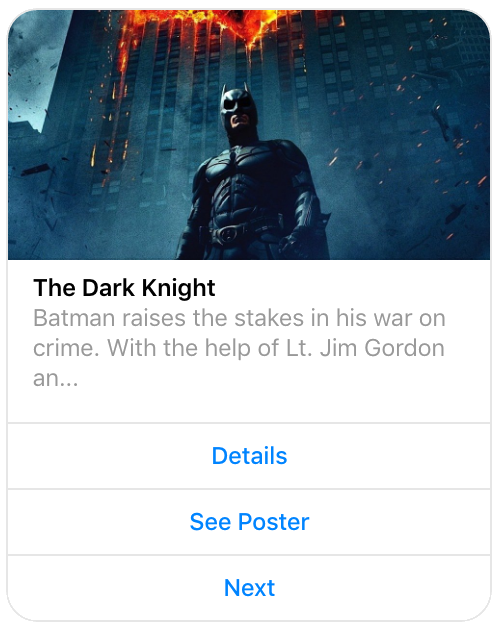 The Dark Knight
Batman raises the stakes in his war on
crime. With the help of Lt. Jim Gordon
an...
Details
See Poster
Next